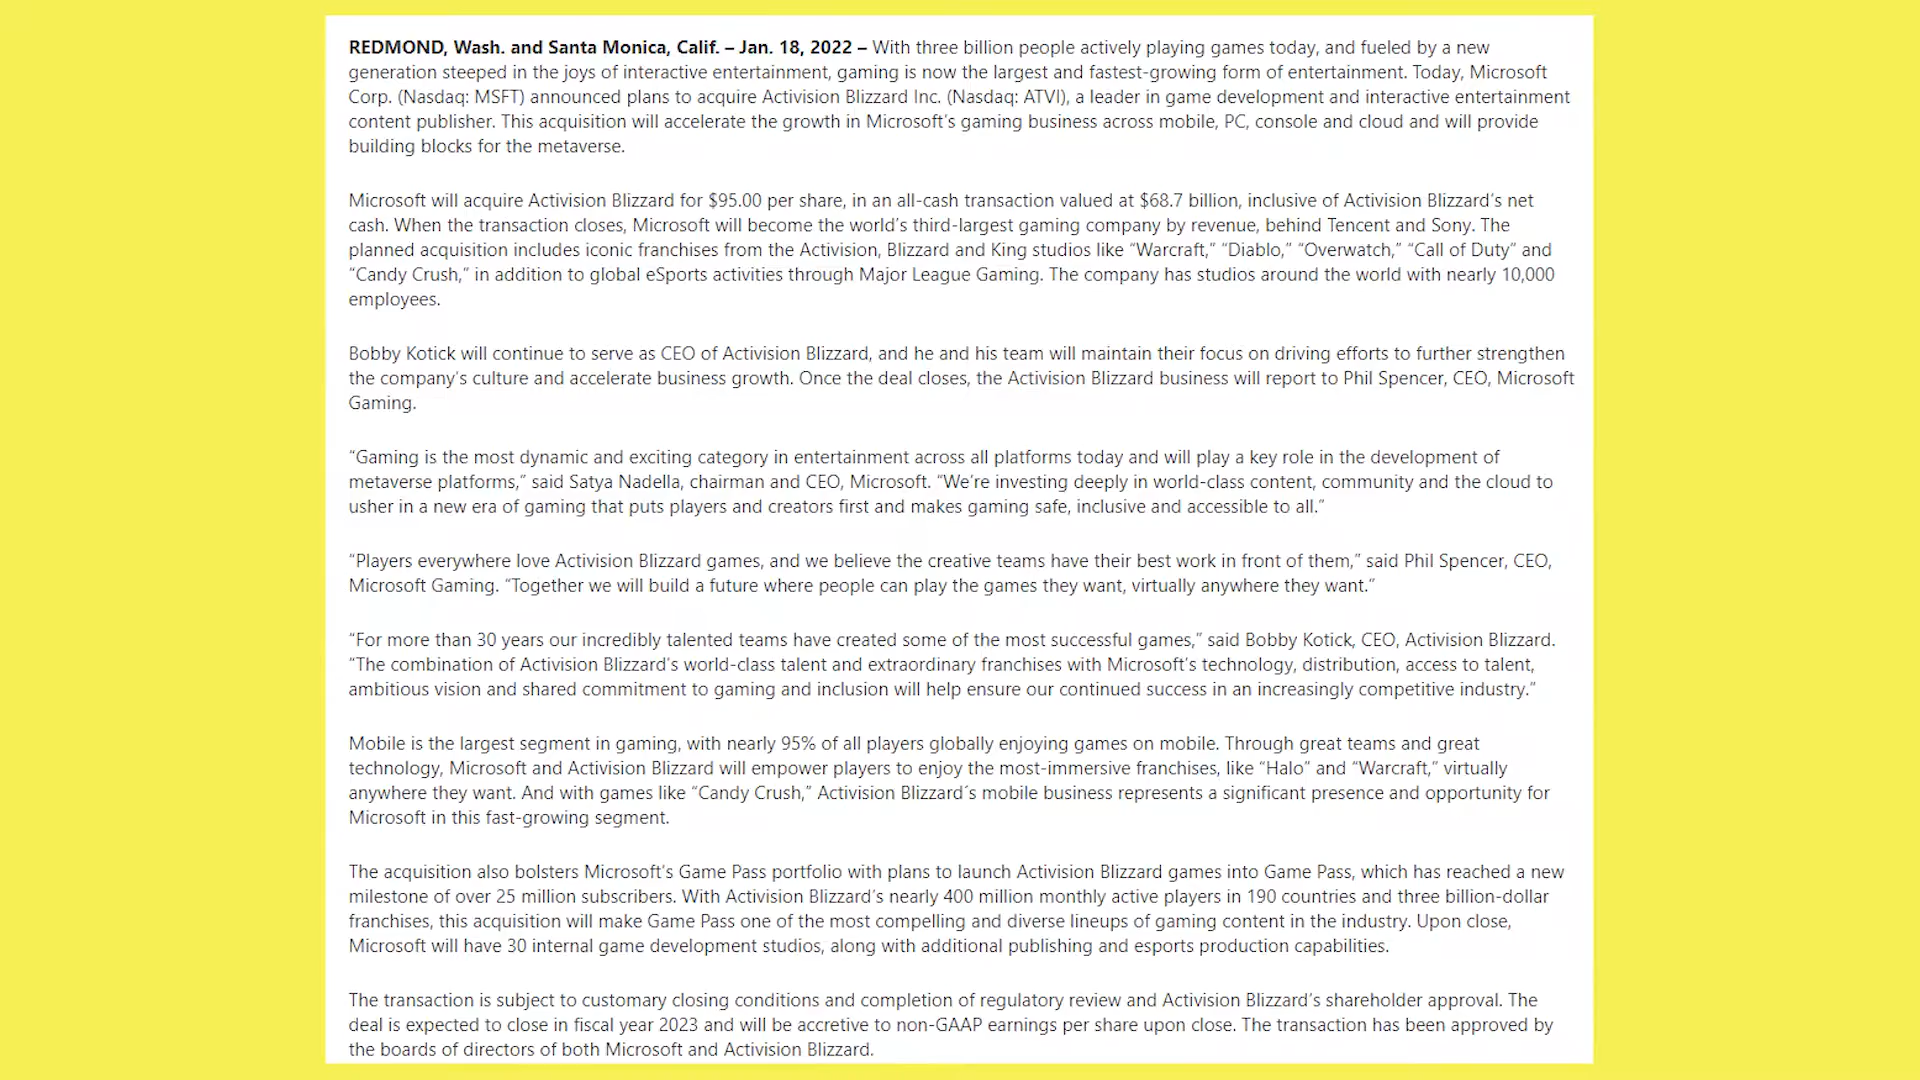 REDMOND, Wash. and Santa Monica, Calif. – Jan. 18, 2022 – With three billion people actively playing games today, and fueled by a new
generation steeped in the joys of interactive entertainment, gaming is now the largest and fastest-growing form of entertainment. Today, Microsoft
Corp. (Nasdaq: MSFT) announced plans to acquire Activision Blizzard Inc. (Nasdaq: ATVI), a leader in game development and interactive entertainment
content publisher. This acquisition will accelerate the growth in Microsoft's gaming business across mobile, PC, console and cloud and will provide
building blocks for the metaverse.
Microsoft will acquire Activision Blizzard for $95.00 per share, in an all-cash transaction valued at $68.7 billion, inclusive of Activision Blizzard's net
cash. When the transaction closes, Microsoft will become the world's third-largest gaming company by revenue, behind Tencent and Sony. The
planned acquisition includes iconic franchises from the Activision, Blizzard and King studios like “Warcraft,” “Diablo,” “Overwatch,” “Call of Duty” and
“Candy Crush,” in addition to global eSports activities through Major League Gaming. The company has studios around the world with nearly 10,000
employees.
Bobby Kotick will continue to serve as CEO of Activision Blizzard, and he and his team will maintain their focus on driving efforts to further strengthen
the company's culture and accelerate business growth. Once the deal closes, the Activision Blizzard business will report to Phil Spencer, CEO, Microsoft
Gaming.
“Gaming is the most dynamic and exciting category in entertainment across all platforms today and will play a key role in the development of
metaverse platforms,” said Satya Nadella, chairman and CEO, Microsoft. “We're investing deeply in world-class content, community and the cloud to
usher in a new era of gaming that puts players and creators first and makes gaming safe, inclusive and accessible to all.”
“Players everywhere love Activision Blizzard games, and we believe the creative teams have their best work in front of them,” said Phil Spencer, CEO,
Microsoft Gaming. “Together we will build a future where people can play the games they want, virtually anywhere they want.”
“For more than 30 years our incredibly talented teams have created some of the most successful games,” said Bobby Kotick, CEO, Activision Blizzard.
“The combination of Activision Blizzard's world-class talent and extraordinary franchises with Microsoft's technology, distribution, access to talent,
ambitious vision and shared commitment to gaming and inclusion will help ensure our continued success in an increasingly competitive industry.”
Mobile is the largest segment in gaming, with nearly 95% of all players globally enjoying games on mobile. Through great teams and great
technology, Microsoft and Activision Blizzard will empower players to enjoy the most-immersive franchises, like “Halo” and “Warcraft,” virtually
anywhere they want. And with games like “Candy Crush,” Activision Blizzard´s mobile business represents a significant presence and opportunity for
Microsoft in this fast-growing segment.
The acquisition also bolsters Microsoft's Game Pass portfolio with plans to launch Activision Blizzard games into Game Pass, which has reached a new
milestone of over 25 million subscribers. With Activision Blizzard's nearly 400 million monthly active players in 190 countries and three billion-dollar
franchises, this acquisition will make Game Pass one of the most compelling and diverse lineups of gaming content in the industry. Upon close,
Microsoft will have 30 internal game development studios, along with additional publishing and esports production capabilities.
The transaction is subject to customary closing conditions and completion of regulatory review and Activision Blizzard's shareholder approval. The
deal is expected to close in fiscal year 2023 and will be accretive to non-GAAP earnings per share upon close. The transaction has been approved by
the boards of directors of both Microsoft and Activision Blizzard.